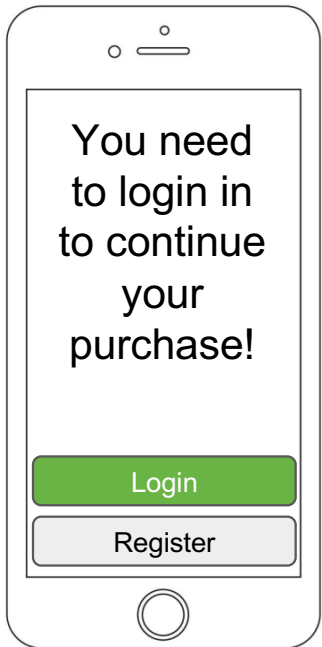 You need
to login in
to continue
your
purchase!
Login
Register